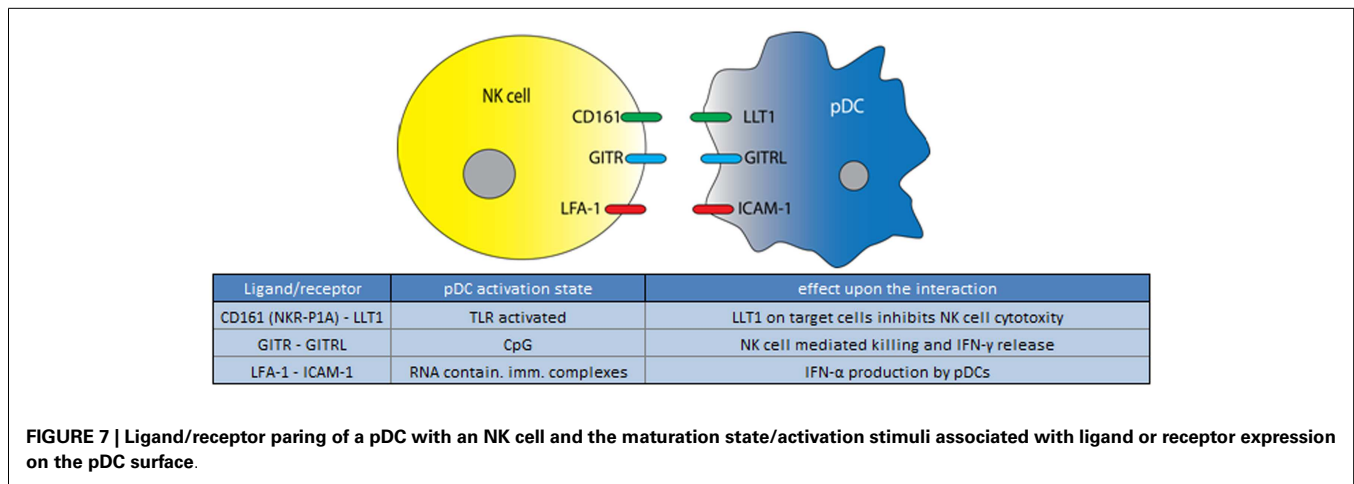 NK cell
pDC
CD161 LLT1
GITR GITRL
LFA-1 ICAM-1
Ligand/receptor pDC activation state effect upon the interaction
CD161 (NKR-P1A) - LLT1 TLR activated LLT1 on target cells inhibits NK cell cytotoxity
GITR - GITRL CpG NK cell mediated killing and IFN-γ release
LFA-1 - ICAM-1 RNA contain. imm. complexes IFN-α production by pDCs
FIGURE 7 | Ligand/receptor paring of a pDC with an NK cell and the maturation state/activation stimuli associated with ligand or receptor expression
on the pDC surface.